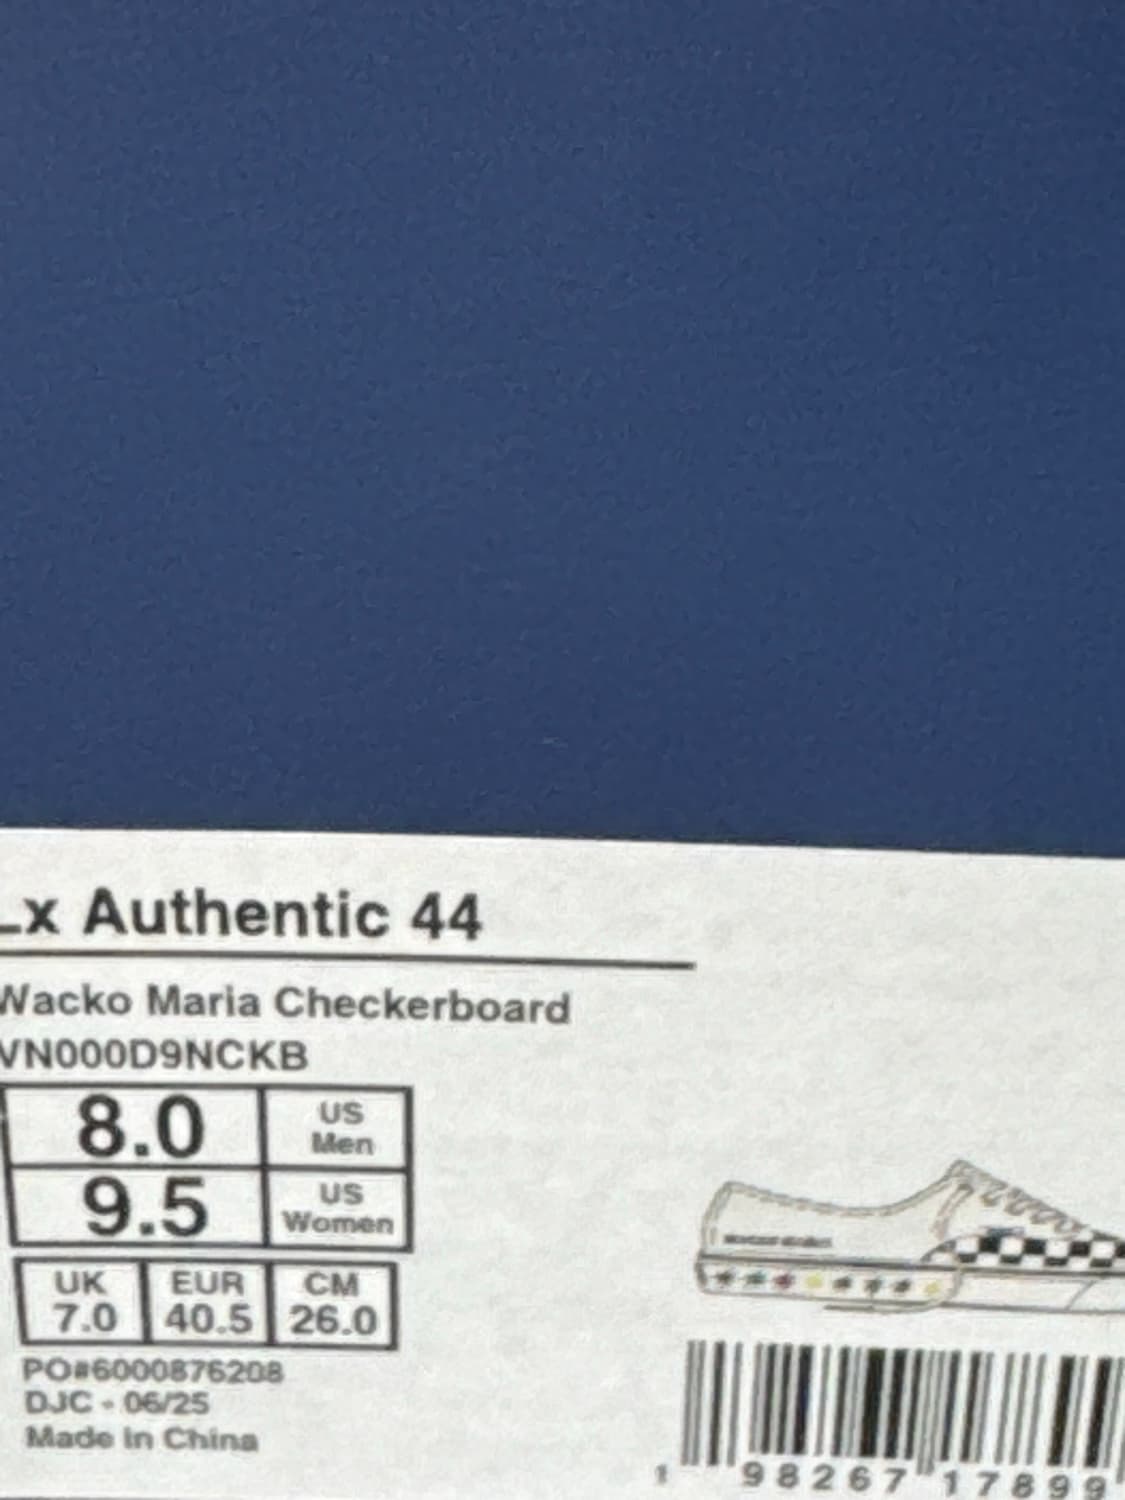 Lx Authentic 44
Wacko Maria Checkerboard
VN000D9NCKB
8.0 US Men
9.5 US Women
UK EUR CM
7.0 40.5 26.0
PO#6000876208
DJC - 06/25
Made in China
1 98267 17899